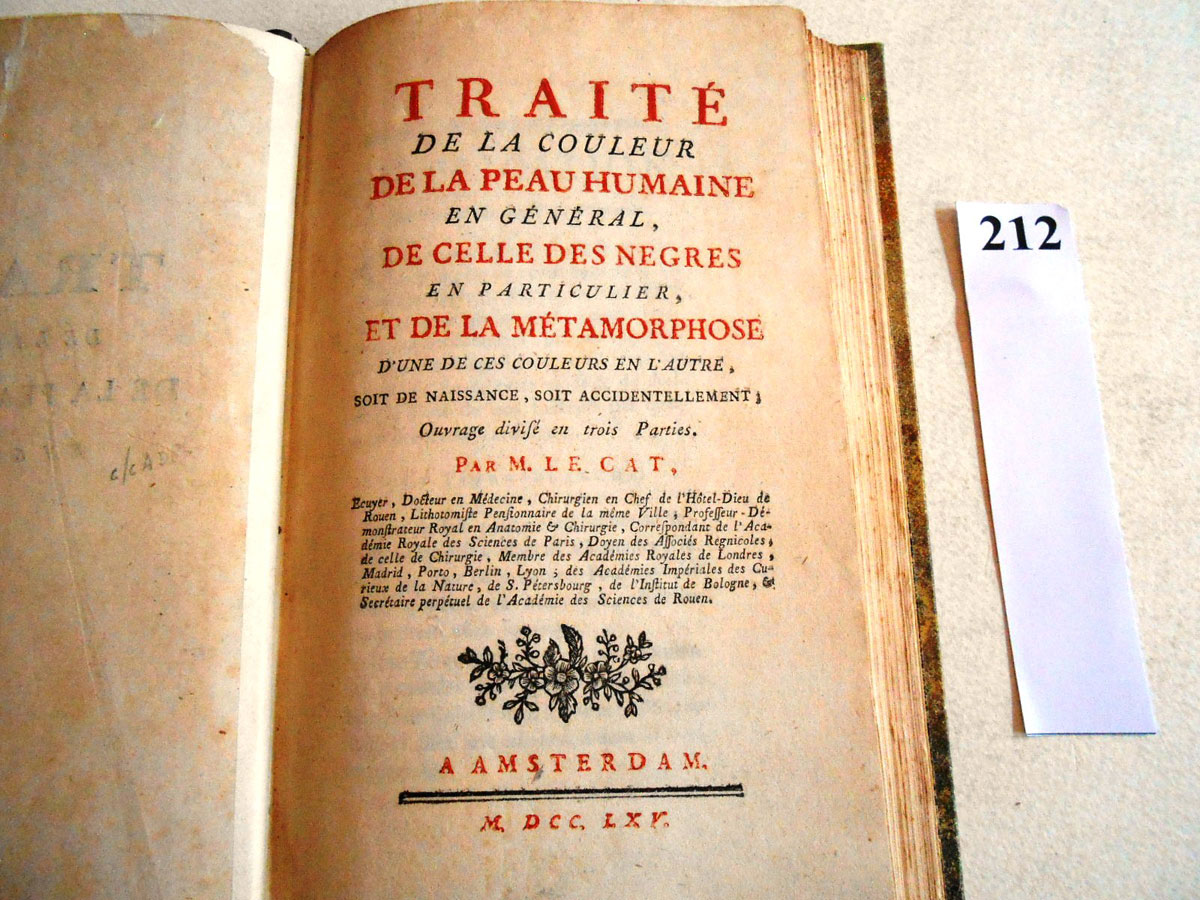 TRAITÉ
DE LA COULEUR
DE LA PEAU HUMAINE
EN GÉNÉRAL,
DE CELLE DES NEGRES
EN PARTICULIER,
ET DE LA MÉTAMORPHOSE
D'UNE DE CES COULEURS EN L'AUTRE,
SOIT DE NAISSANCE, SOIT ACCIDENTELLEMENT;
Ouvrage divisé en trois Parties.
PAR M. LE CAT,
Ecuyer, Docteur en Médecine, Chirurgien en Chef de l'Hôtel-Dieu de
Rouen, Lithotomiste Pensionnaire de la même Ville; Professeur-Dé-
monstrateur Royal en Anatomie & Chirurgie, Correspondant de l'Aca-
démie Royale des Sciences de Paris, Doyen des Associés Regnicoles,
de celle de Chirurgie, Membre des Académies Royales de Londres,
Madrid, Porto, Berlin, Lyon; des Académies Impériales des Cu-
rieux de la Nature, de S. Pétersbourg, de l'Institut de Bologne, &
Secrétaire perpétuel de l'Académie des Sciences de Rouen.
A AMSTERDAM.
M. DCC. LXV.
212